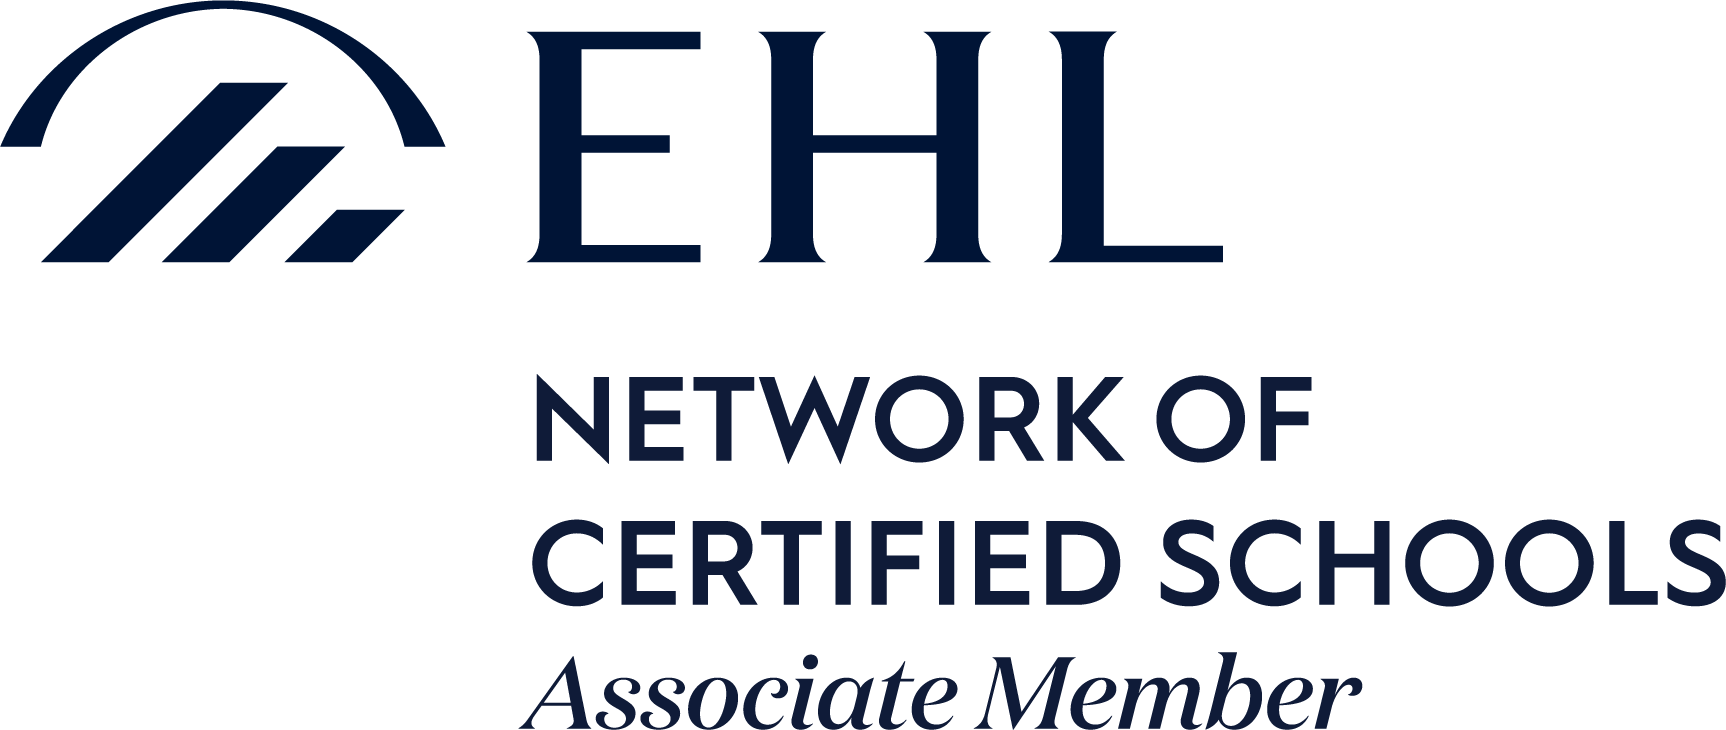 EHL
NETWORK OF
CERTIFIED SCHOOLS
Associate Member